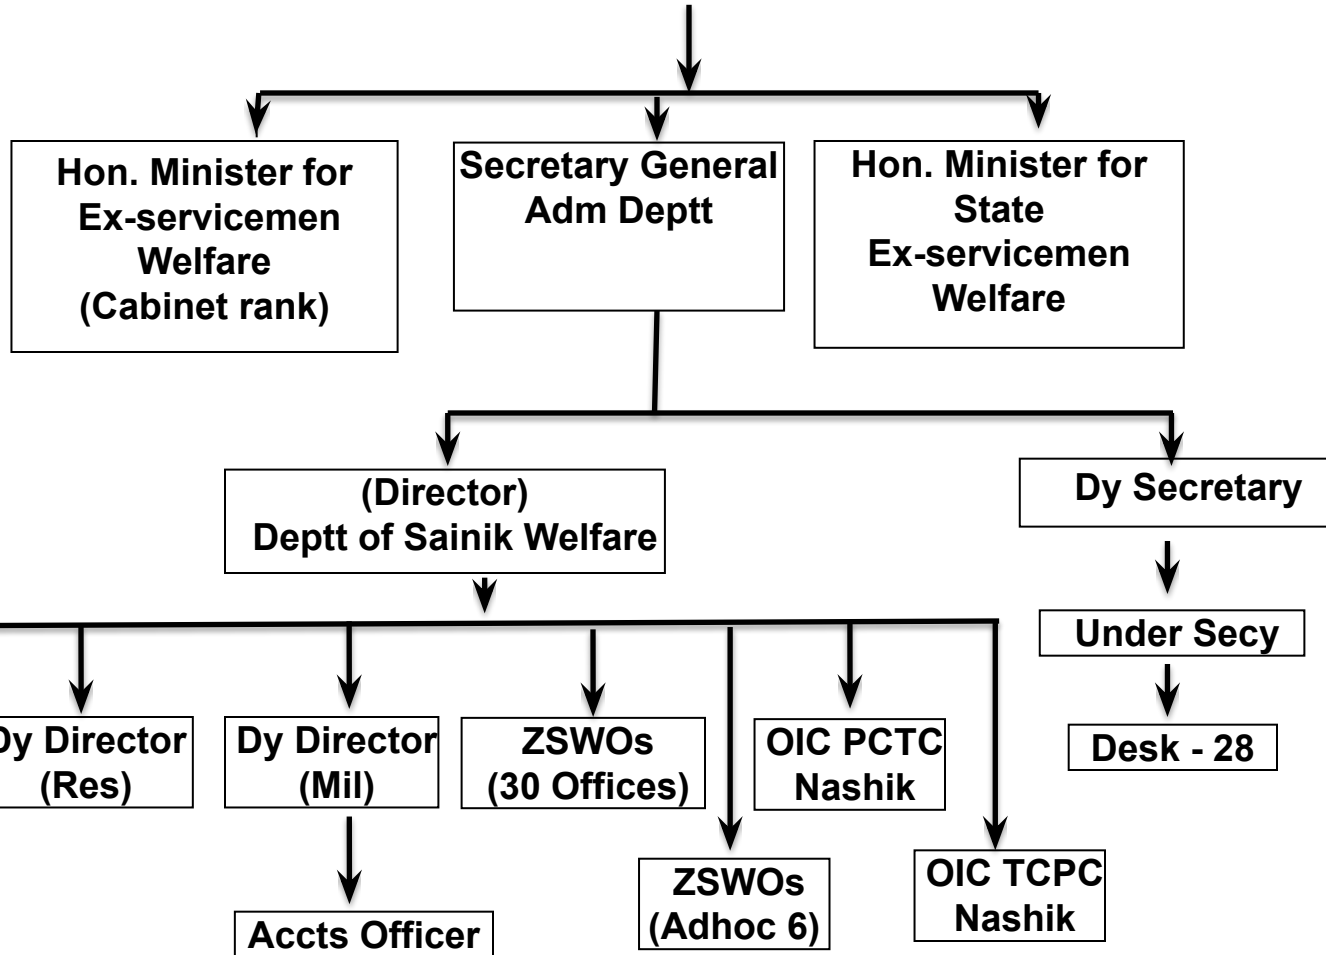 Hon. Minister for
Ex-servicemen
Welfare
(Cabinet rank)
Secretary General
Adm Deptt
Hon. Minister for
State
Ex-servicemen
Welfare
(Director)
Deptt of Sainik Welfare
Dy Secretary
Under Secy
Desk - 28
Dy Director
(Res)
Dy Director
(Mil)
ZSWOs
(30 Offices)
OIC PCTC
Nashik
Accts Officer
ZSWOs
(Adhoc 6)
OIC TCPC
Nashik